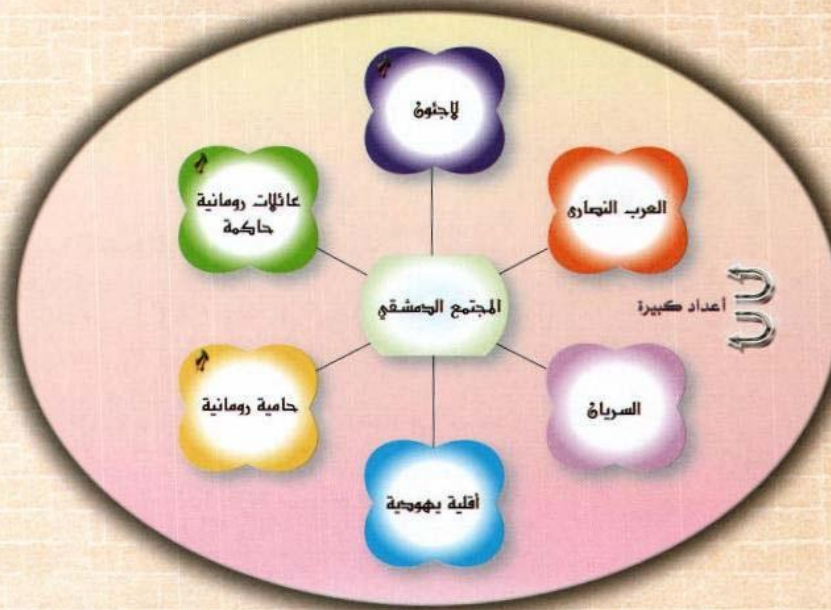 لاجئون
العرب النصارى
عائلات رومانية
حاكمة
المجتمع الدمشقي
أعداد كبيرة
السريان
حامية رومانية
أقلية يهودية